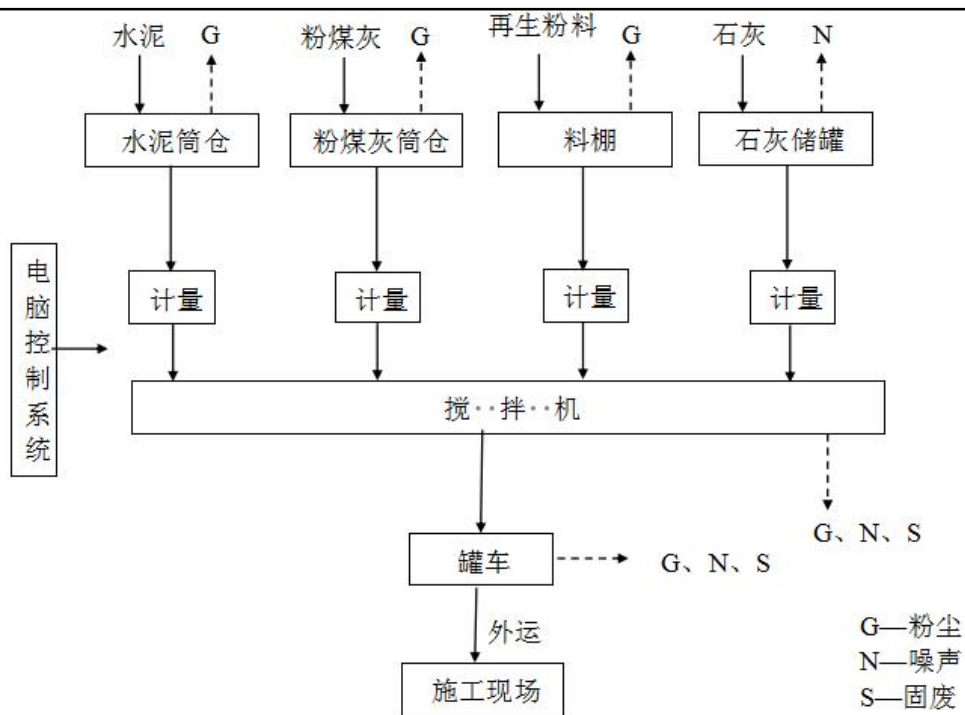 水泥 G 粉煤灰 G 再生粉料 G 石灰 N
水泥筒仓 粉煤灰筒仓 料棚 石灰储罐
电脑控制系统
计量 计量 计量 计量
搅··拌··机
G、N、S
罐车 G、N、S
外运
施工现场
G—粉尘
N—噪声
S—固废